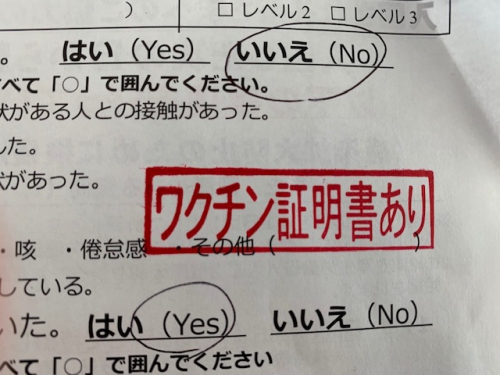 ） □ レベル2 □ レベル3
。 はい（Yes） いいえ（No）
べて「○」で囲んでください。
状がある人との接触があった。
した。
状があった。
ワクチン証明書あり
・咳 ・倦怠感 ・その他（ ）
している。
いた。 はい（Yes） いいえ（No）
べて「○」で囲んでください